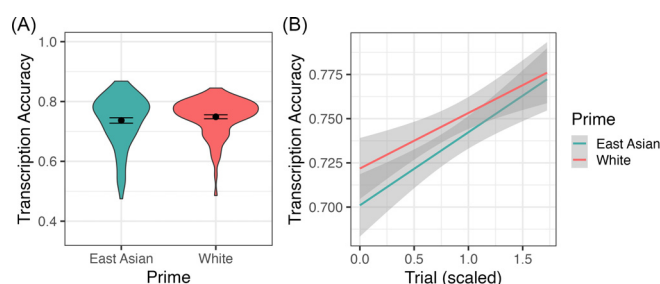 (A)
Transcription Accuracy
1.0
0.8
0.6
0.4
East Asian
White
Prime
(B)
Transcription Accuracy
0.775
0.750
0.725
0.700
0.0
0.5
1.0
1.5
Trial (scaled)
Prime
East Asian
White